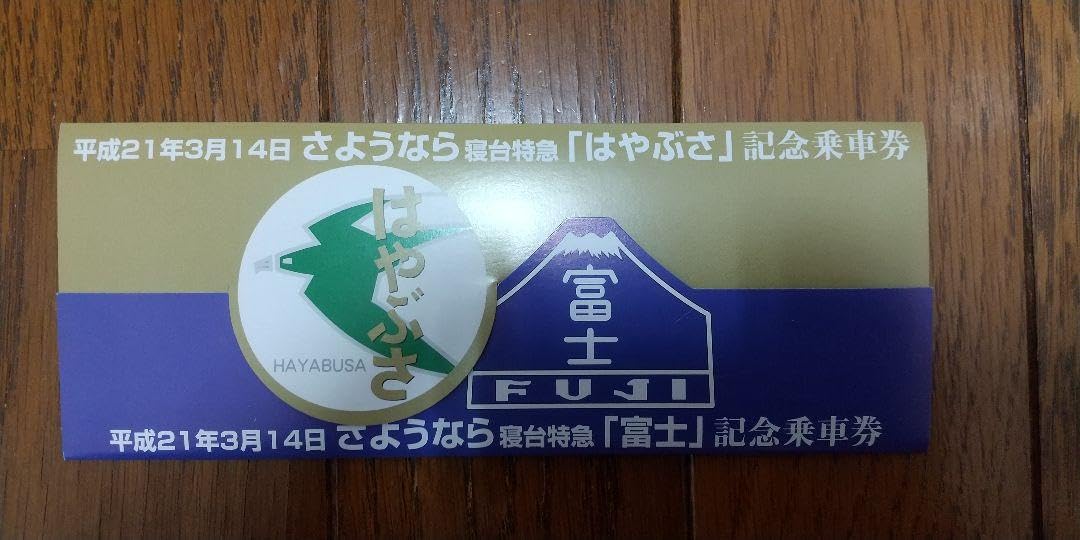 平成21年3月14日 さようなら 寝台特急「はやぶさ」記念乗車券
はやぶさ
HAYABUSA
富士
FUJI
平成21年3月14日 さようなら 寝台特急「富士」記念乗車券